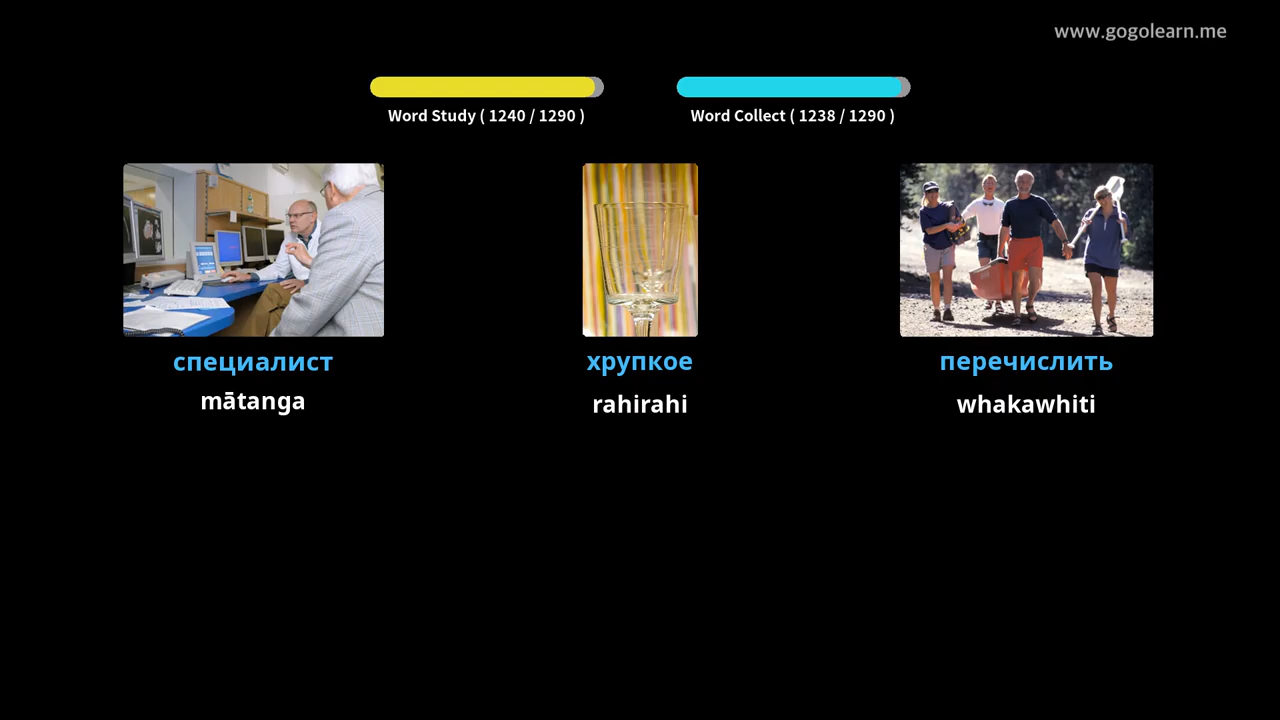 www.gogolearn.me
Word Study ( 1240 / 1290 )
Word Collect ( 1238 / 1290 )
специалист
mātanga
хрупкое
rahirahi
перечислить
whakawhiti